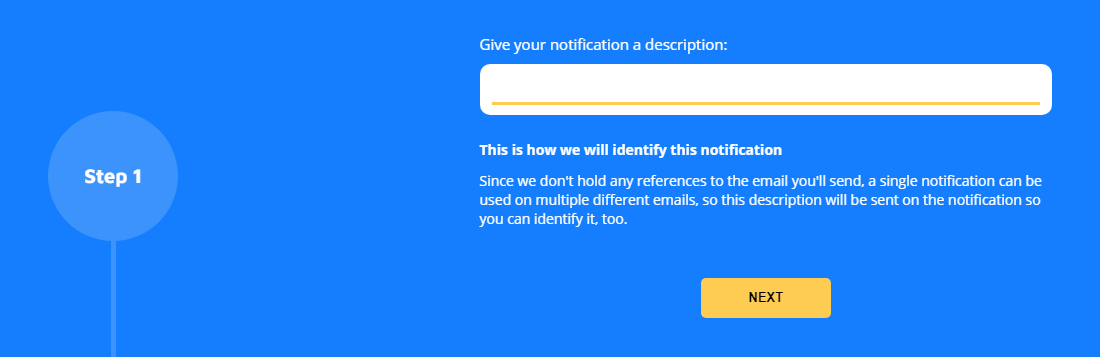 Give your notification a description:
Step 1
This is how we will identify this notification
Since we don't hold any references to the email you'll send, a single notification can be
used on multiple different emails, so this description will be sent on the notification so
you can identify it, too.
NEXT